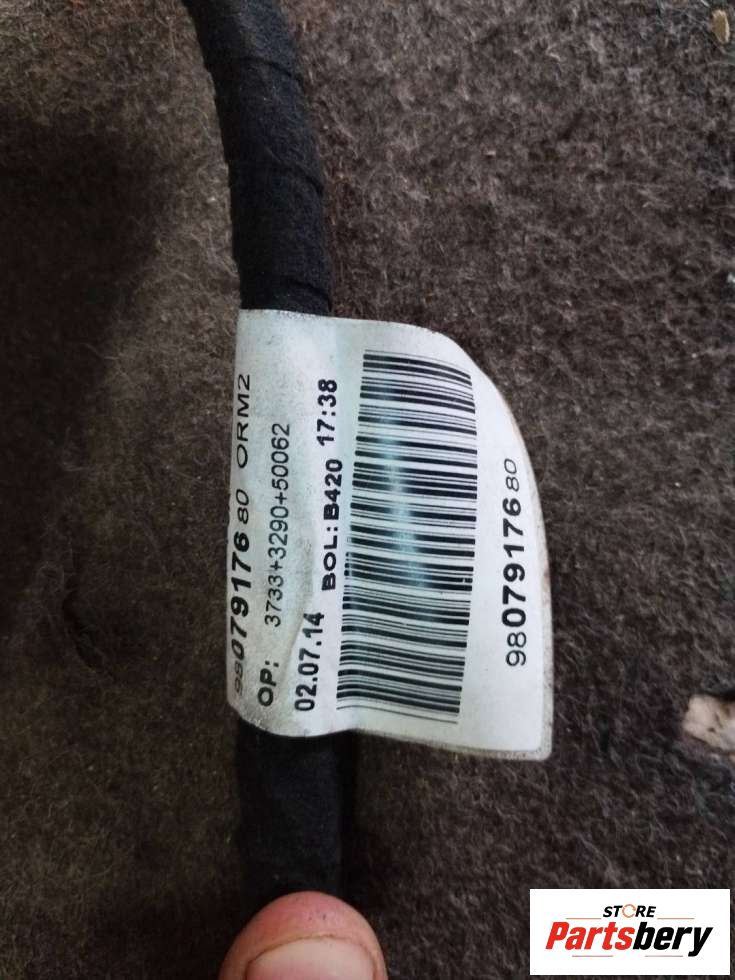 9807917680 ORM2
OP: 3733+3290+50062
02.07.14 BOL:B420 17:38
9807917680
STORE
Partsbery